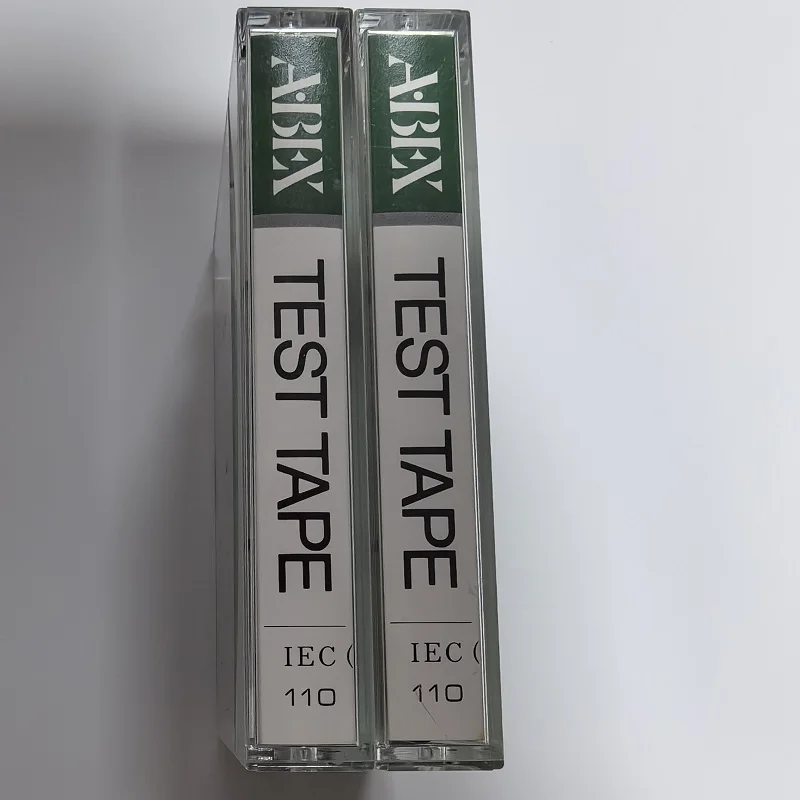 ABEX
TEST TAPE
IEC (
110
ABEX
TEST TAPE
IEC (
110